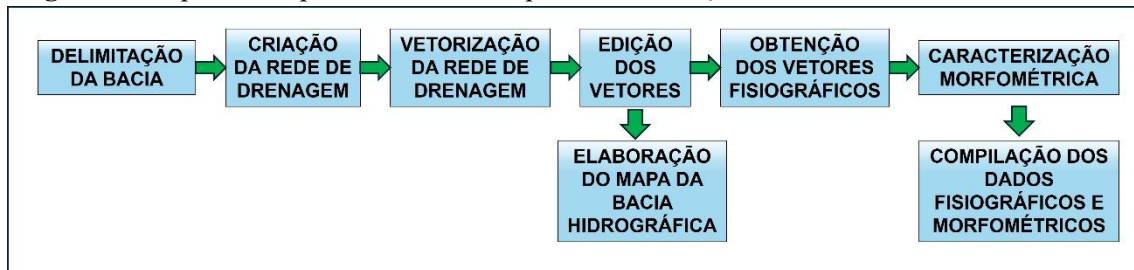 DELIMITAÇÃO
DA BACIA
CRIAÇÃO
DA REDE DE
DRENAGEM
VETORIZAÇÃO
DA REDE DE
DRENAGEM
EDIÇÃO
DOS
VETORES
OBTENÇÃO
DOS VETORES
FISIOGRÁFICOS
CARACTERIZAÇÃO
MORFOMÉTRICA
ELABORAÇÃO
DO MAPA DA
BACIA
HIDROGRÁFICA
COMPILAÇÃO DOS
DADOS
FISIOGRÁFICOS E
MORFOMÉTRICOS